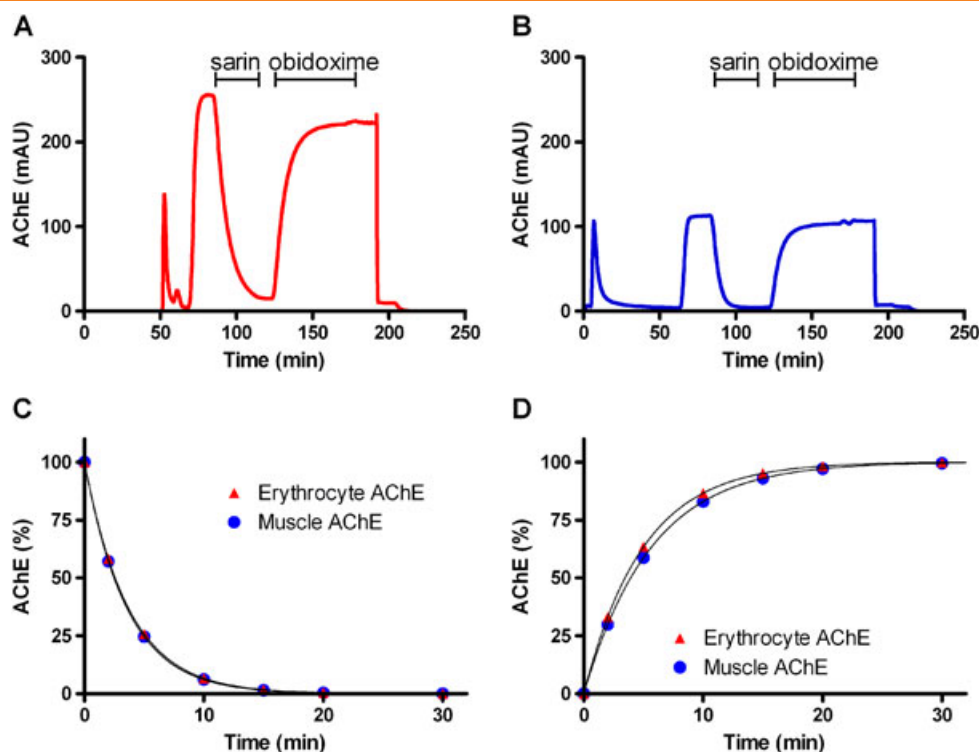 A
300
200
100
0
AChE (mAU)
sarin obidoxime
0 50 100 150 200 250
Time (min)
B
300
200
100
0
AChE (mAU)
sarin obidoxime
0 50 100 150 200 250
Time (min)
C
100
75
50
25
0
AChE (%)
Erythrocyte AChE
Muscle AChE
0 10 20 30
Time (min)
D
100
75
50
25
0
AChE (%)
Erythrocyte AChE
Muscle AChE
0 10 20 30
Time (min)